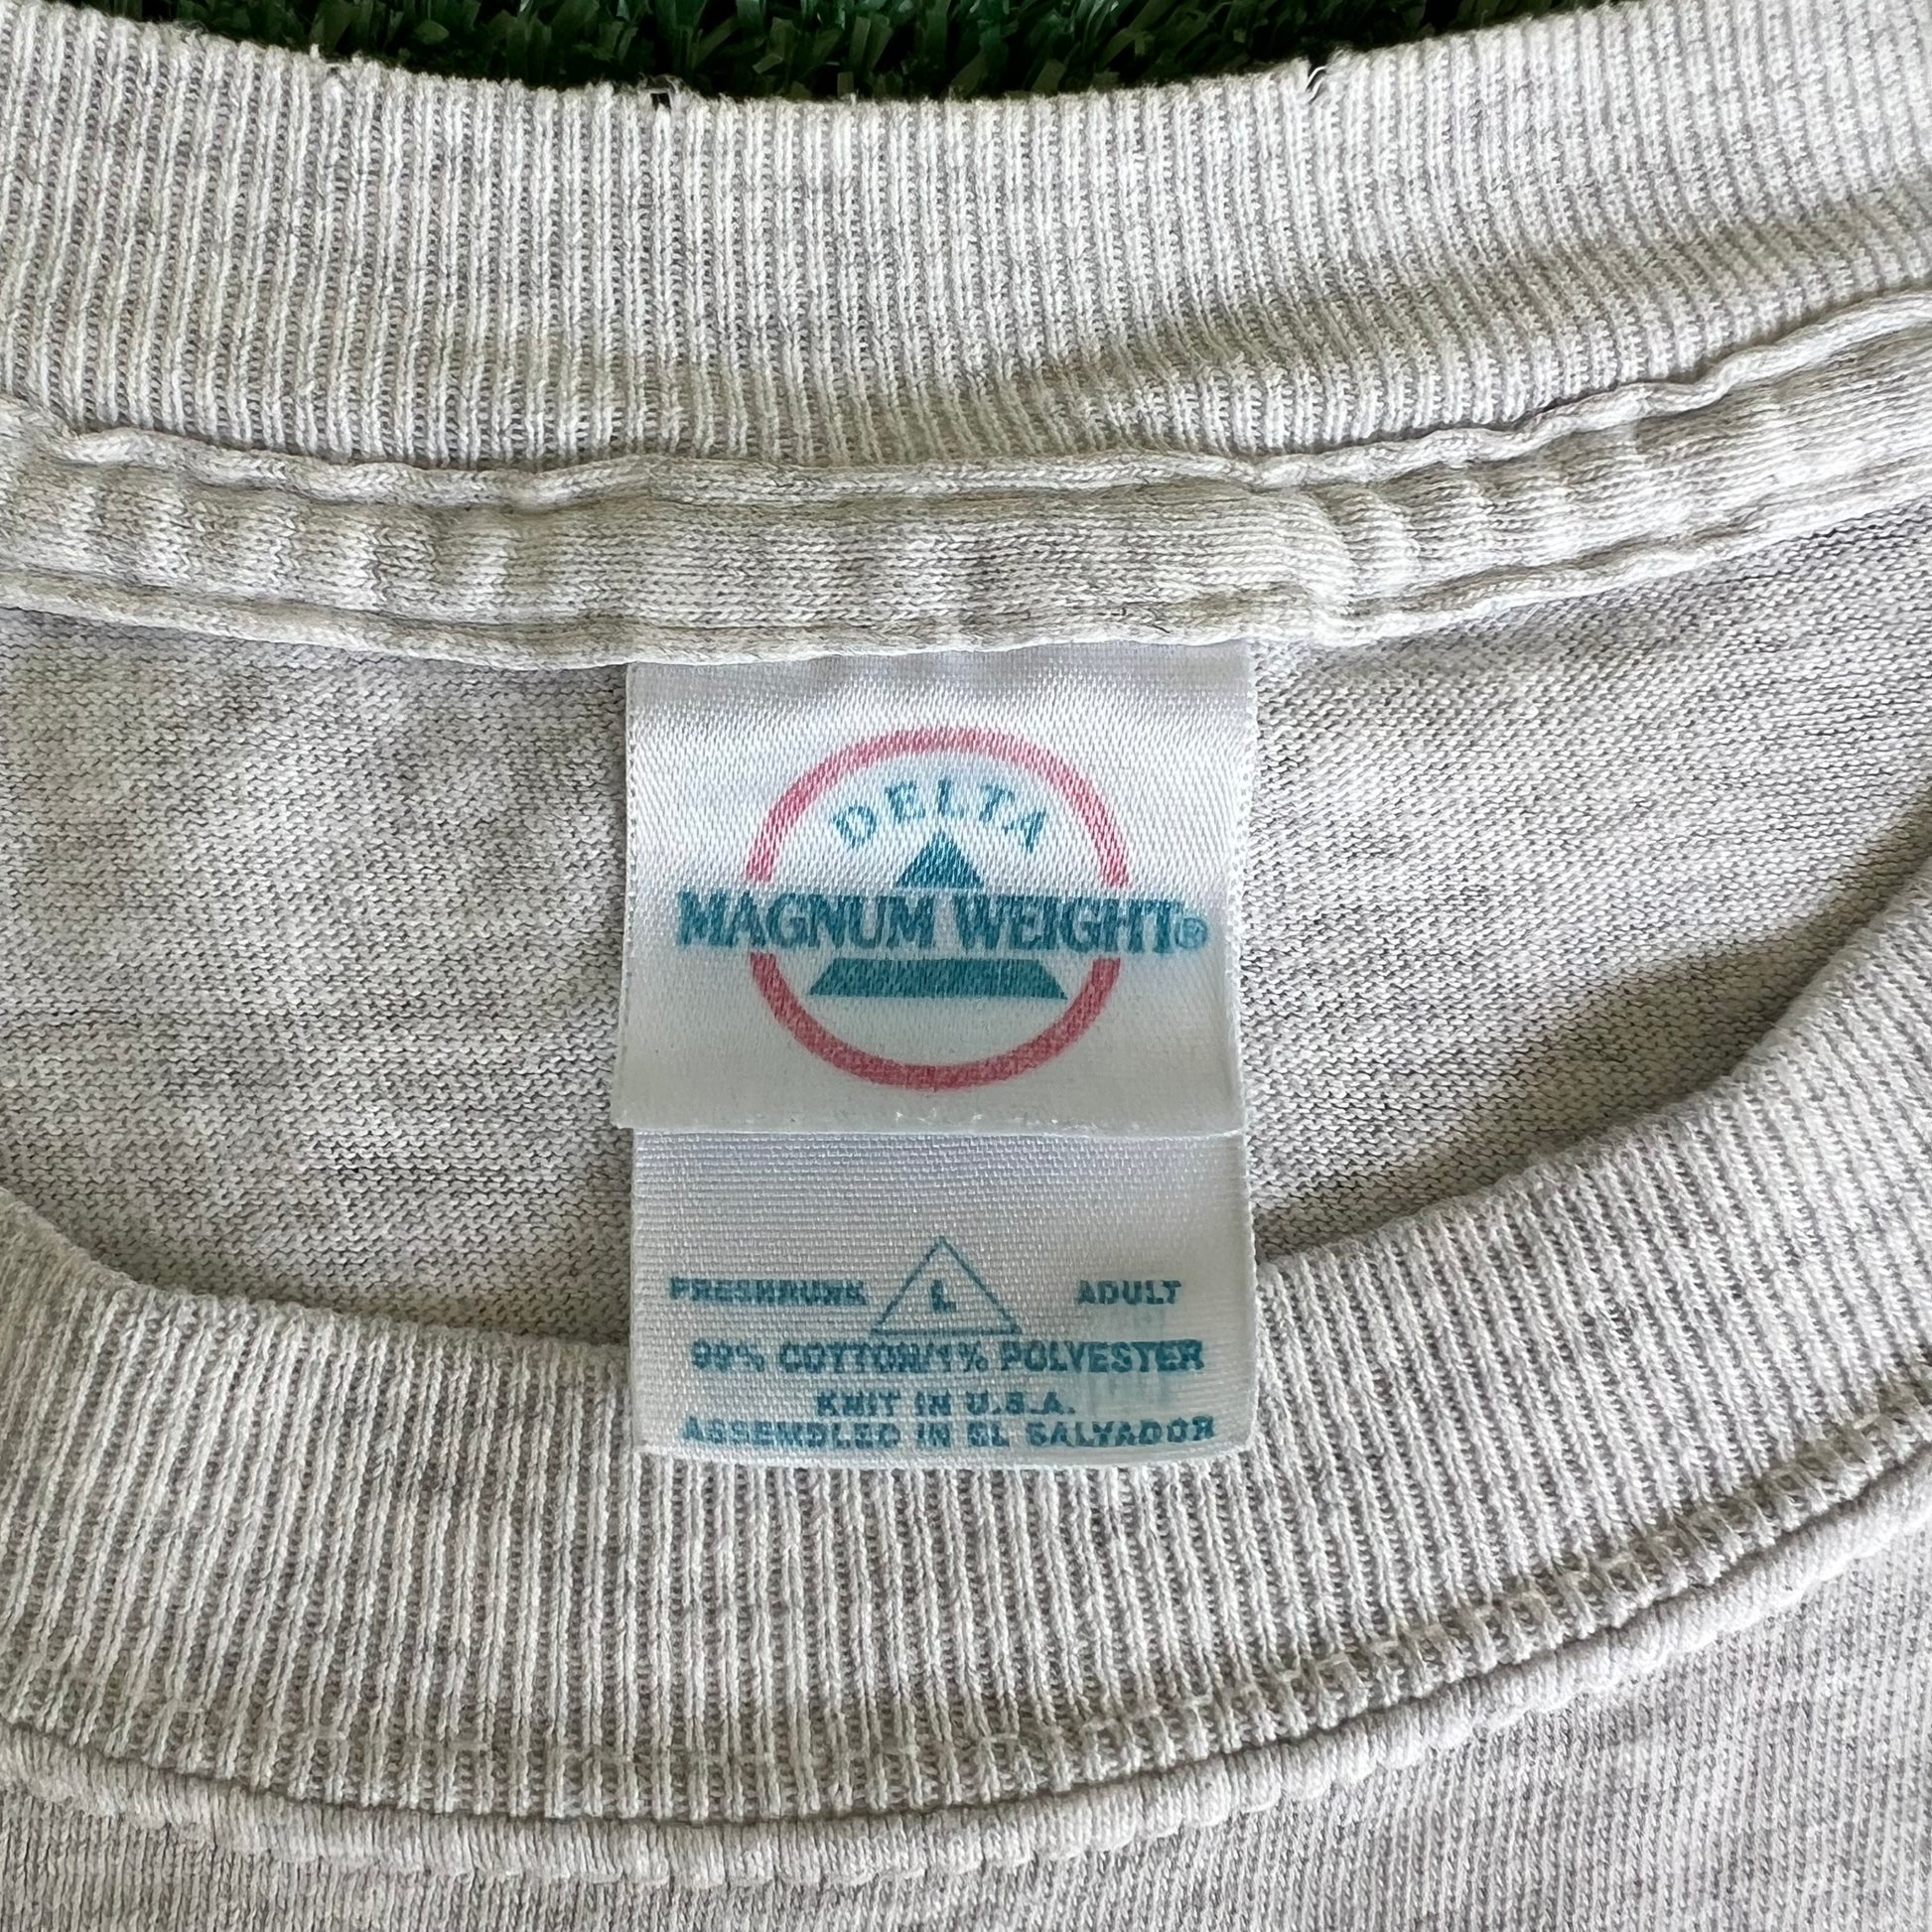 DELTA
MAGNUM WEIGHT®
PRESHRUNK L ADULT
99% COTTON/1% POLYESTER
KNIT IN U.S.A.
ASSEMBLED IN EL SALVADOR